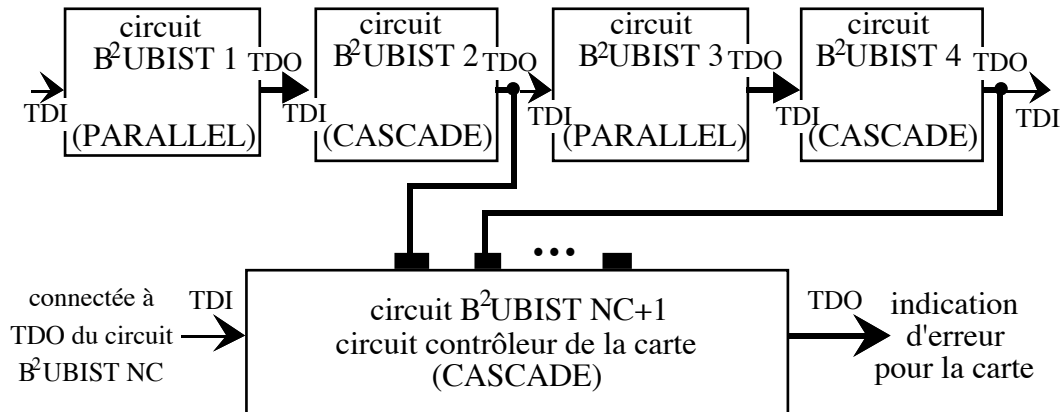 circuit
B²UBIST 1
TDO
TDI
(PARALLEL)
circuit
B²UBIST 2
TDO
TDI
(CASCADE)
circuit
B²UBIST 3
TDO
TDI
(PARALLEL)
circuit
B²UBIST 4
TDO
TDI
(CASCADE)
TDI
...
connectée à
TDO du circuit
B²UBIST NC
TDI
circuit B²UBIST NC+1
circuit contrôleur de la carte
(CASCADE)
TDO
indication
d'erreur
pour la carte